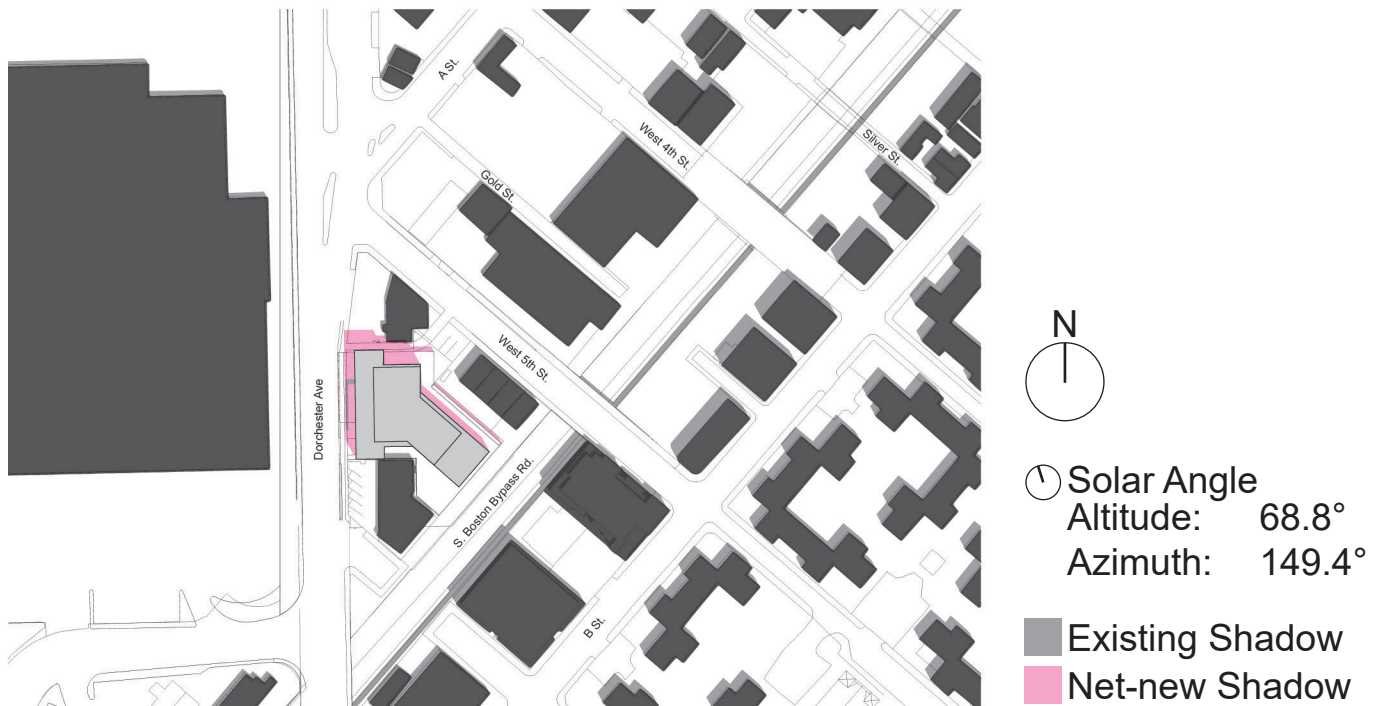 A St.
West 4th St.
Silver St.
Gold St.
West 5th St.
Dorchester Ave
S. Boston Bypass Rd.
B St.
N
Solar Angle
Altitude: 68.8°
Azimuth: 149.4°
Existing Shadow
Net-new Shadow